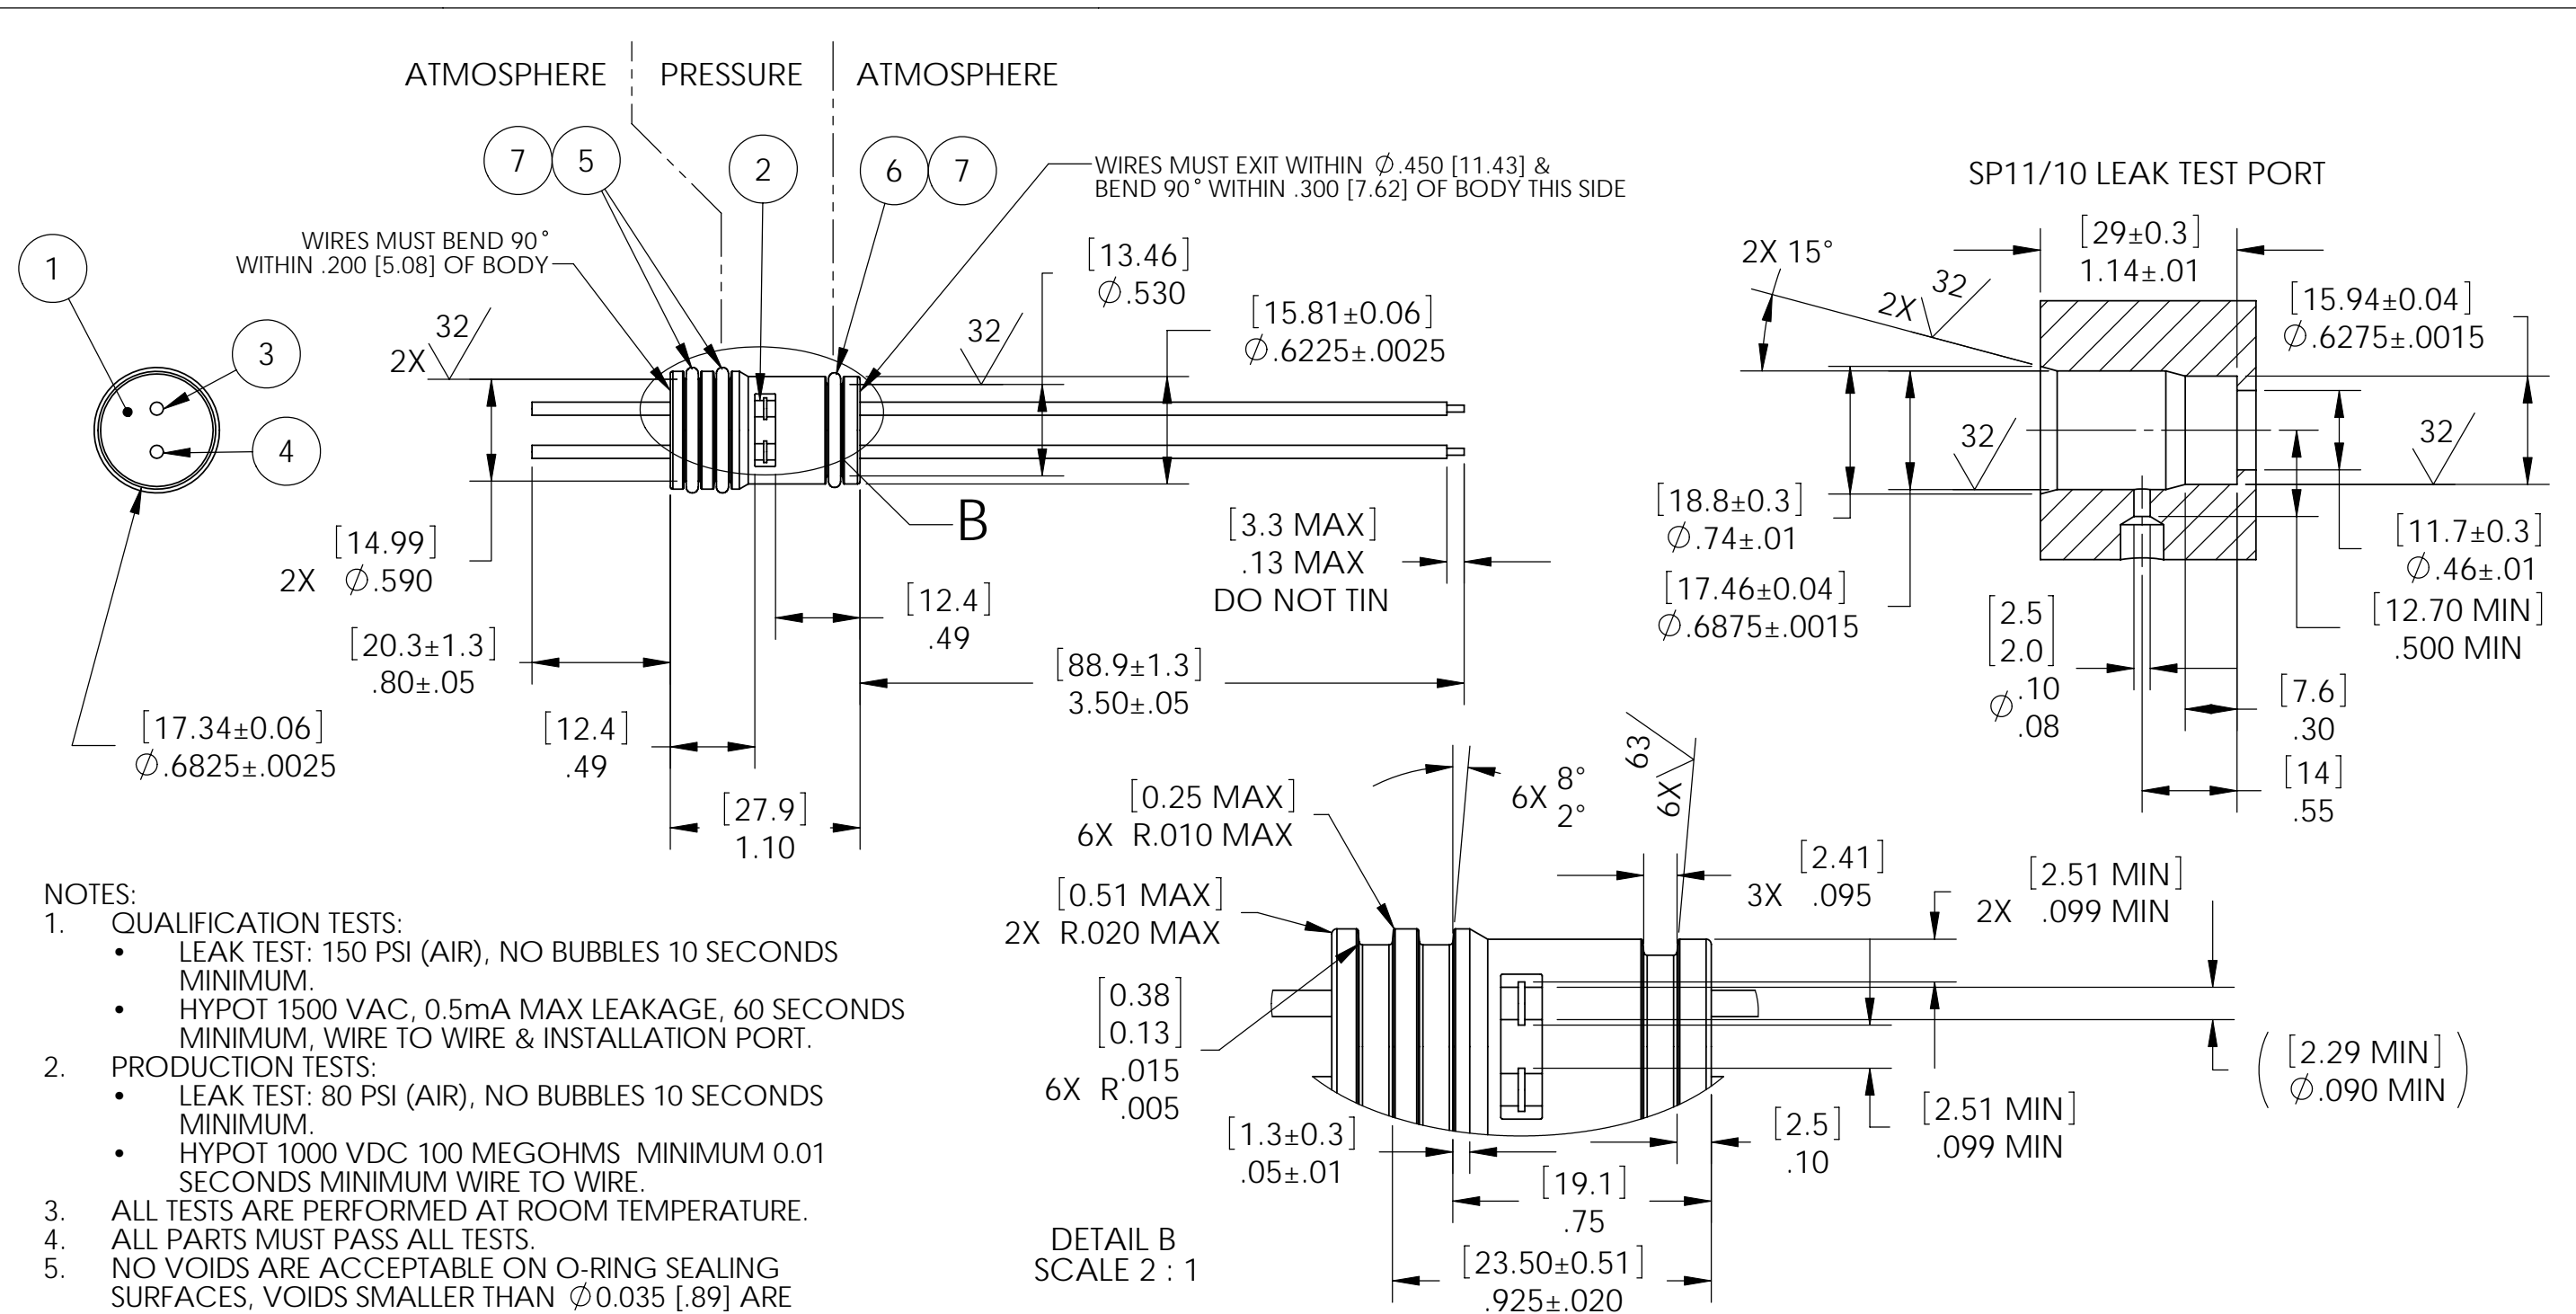 ATMOSPHERE
PRESSURE
ATMOSPHERE
7
5
2
6
7
WIRES MUST EXIT WITHIN ∅.450 [11.43] &
BEND 90° WITHIN .300 [7.62] OF BODY THIS SIDE
WIRES MUST BEND 90°
WITHIN .200 [5.08] OF BODY
1
3
4
2X 32
32
[13.46]
∅.530
[15.81±0.06]
∅.6225±.0025
B
[14.99]
2X ∅.590
[3.3 MAX]
.13 MAX
DO NOT TIN
[12.4]
.49
[20.3±1.3]
.80±.05
[88.9±1.3]
3.50±.05
[17.34±0.06]
∅.6825±.0025
[12.4]
.49
[27.9]
1.10
SP11/10 LEAK TEST PORT
[29±0.3]
1.14±.01
2X 15°
2X 32
[15.94±0.04]
∅.6275±.0015
32
32
[18.8±0.3]
∅.74±.01
[17.46±0.04]
∅.6875±.0015
[11.7±0.3]
∅.46±.01
[12.70 MIN]
.500 MIN
[2.5]
[2.0]
∅.10
.08
[7.6]
.30
[14]
.55
[0.25 MAX]
6X R.010 MAX
6X 8°
2°
6X 63
[0.51 MAX]
2X R.020 MAX
[2.41]
3X .095
[2.51 MIN]
2X .099 MIN
[0.38]
[0.13]
6X R.015
.005
([2.29 MIN]
∅.090 MIN)
[1.3±0.3]
.05±.01
[2.5]
.10
[2.51 MIN]
.099 MIN
[19.1]
.75
[23.50±0.51]
.925±.020
DETAIL B
SCALE 2 : 1
NOTES:
1. QUALIFICATION TESTS:
• LEAK TEST: 150 PSI (AIR), NO BUBBLES 10 SECONDS
MINIMUM.
• HYPOT 1500 VAC, 0.5mA MAX LEAKAGE, 60 SECONDS
MINIMUM, WIRE TO WIRE & INSTALLATION PORT.
2. PRODUCTION TESTS:
• LEAK TEST: 80 PSI (AIR), NO BUBBLES 10 SECONDS
MINIMUM.
• HYPOT 1000 VDC 100 MEGOHMS MINIMUM 0.01
SECONDS MINIMUM WIRE TO WIRE.
3. ALL TESTS ARE PERFORMED AT ROOM TEMPERATURE.
4. ALL PARTS MUST PASS ALL TESTS.
5. NO VOIDS ARE ACCEPTABLE ON O-RING SEALING
SURFACES, VOIDS SMALLER THAN ∅0.035 [.89] ARE